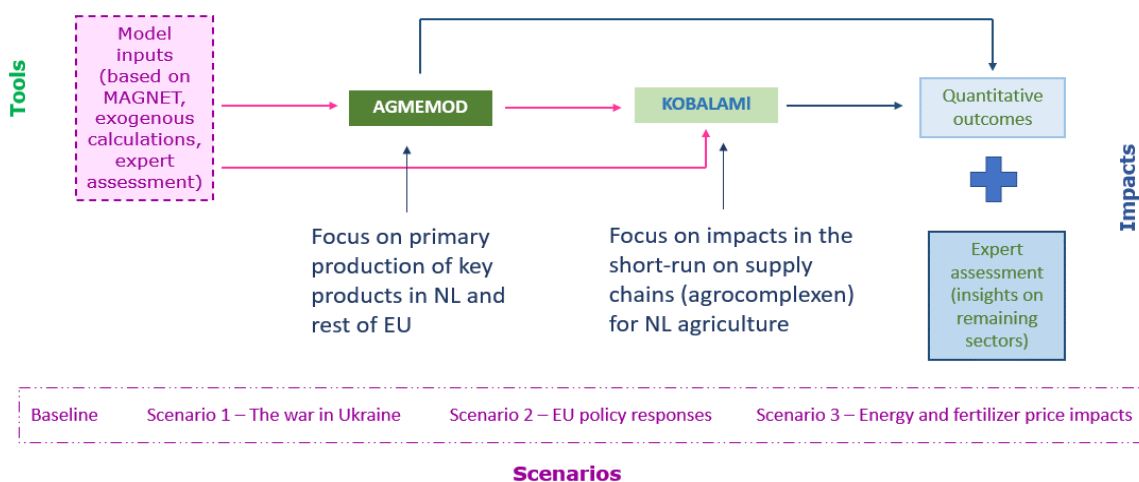 Tools
Model
inputs
(based on
MAGNET,
exogenous
calculations,
expert
assessment)
AGMEMOD
KOBALAMİ
Quantitative
outcomes
Impacts
Focus on primary
production of key
products in NL and
rest of EU
Focus on impacts in the
short-run on supply
chains (agrocomplexen)
for NL agriculture
Expert
assessment
(insights on
remaining
sectors)
Baseline
Scenario 1 – The war in Ukraine
Scenario 2 – EU policy responses
Scenario 3 – Energy and fertilizer price impacts
Scenarios